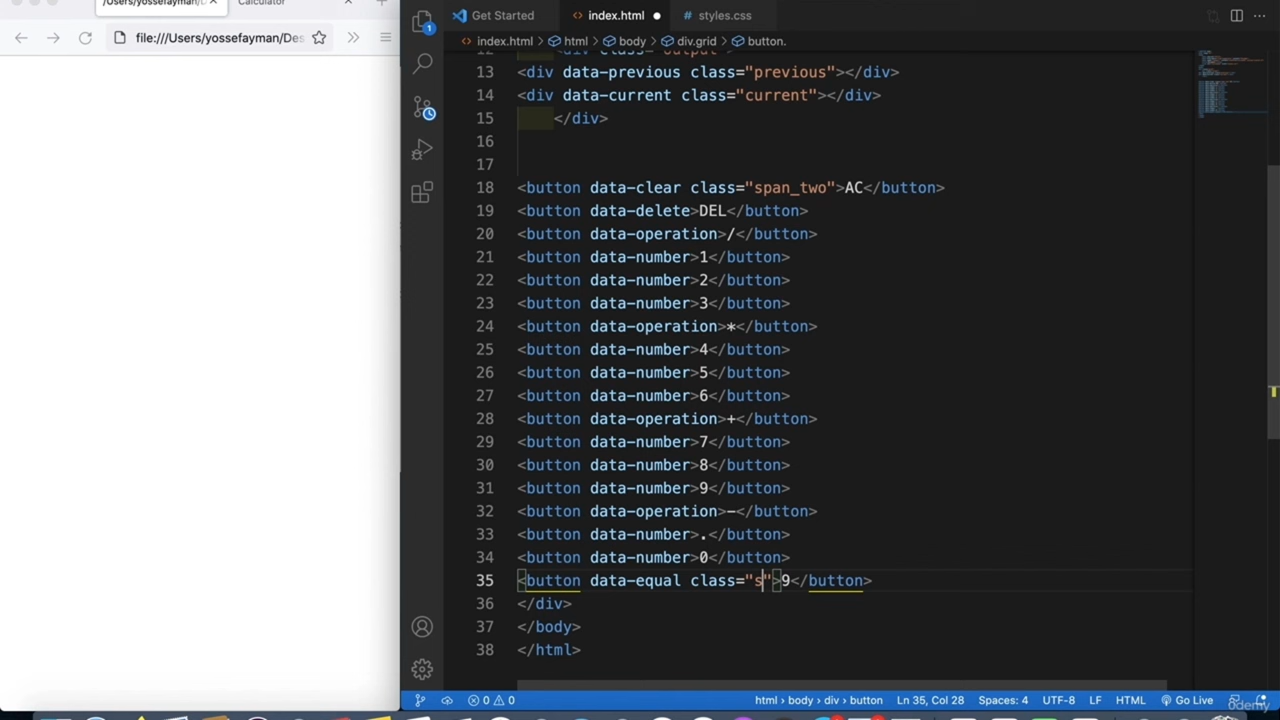 /Users/yossefayman/D
Calculator
Get Started
index.html
styles.css
file:///Users/yossefayman/Des
index.html > html > body > div.grid > button.
1
12 <div class="output">
13 <div data-previous class="previous"></div>
14 <div data-current class="current"></div>
15 </div>
16
17
18 <button data-clear class="span_two">AC</button>
19 <button data-delete>DEL</button>
20 <button data-operation>/</button>
21 <button data-number>1</button>
22 <button data-number>2</button>
23 <button data-number>3</button>
24 <button data-operation>*</button>
25 <button data-number>4</button>
26 <button data-number>5</button>
27 <button data-number>6</button>
28 <button data-operation>+</button>
29 <button data-number>7</button>
30 <button data-number>8</button>
31 <button data-number>9</button>
32 <button data-operation>-</button>
33 <button data-number>.</button>
34 <button data-number>0</button>
35 <button data-equal class="s">9</button>
36 </div>
37 </body>
38 </html>
0 0 html > body > div > button Ln 35, Col 28 Spaces: 4 UTF-8 LF HTML Go Live
udemy